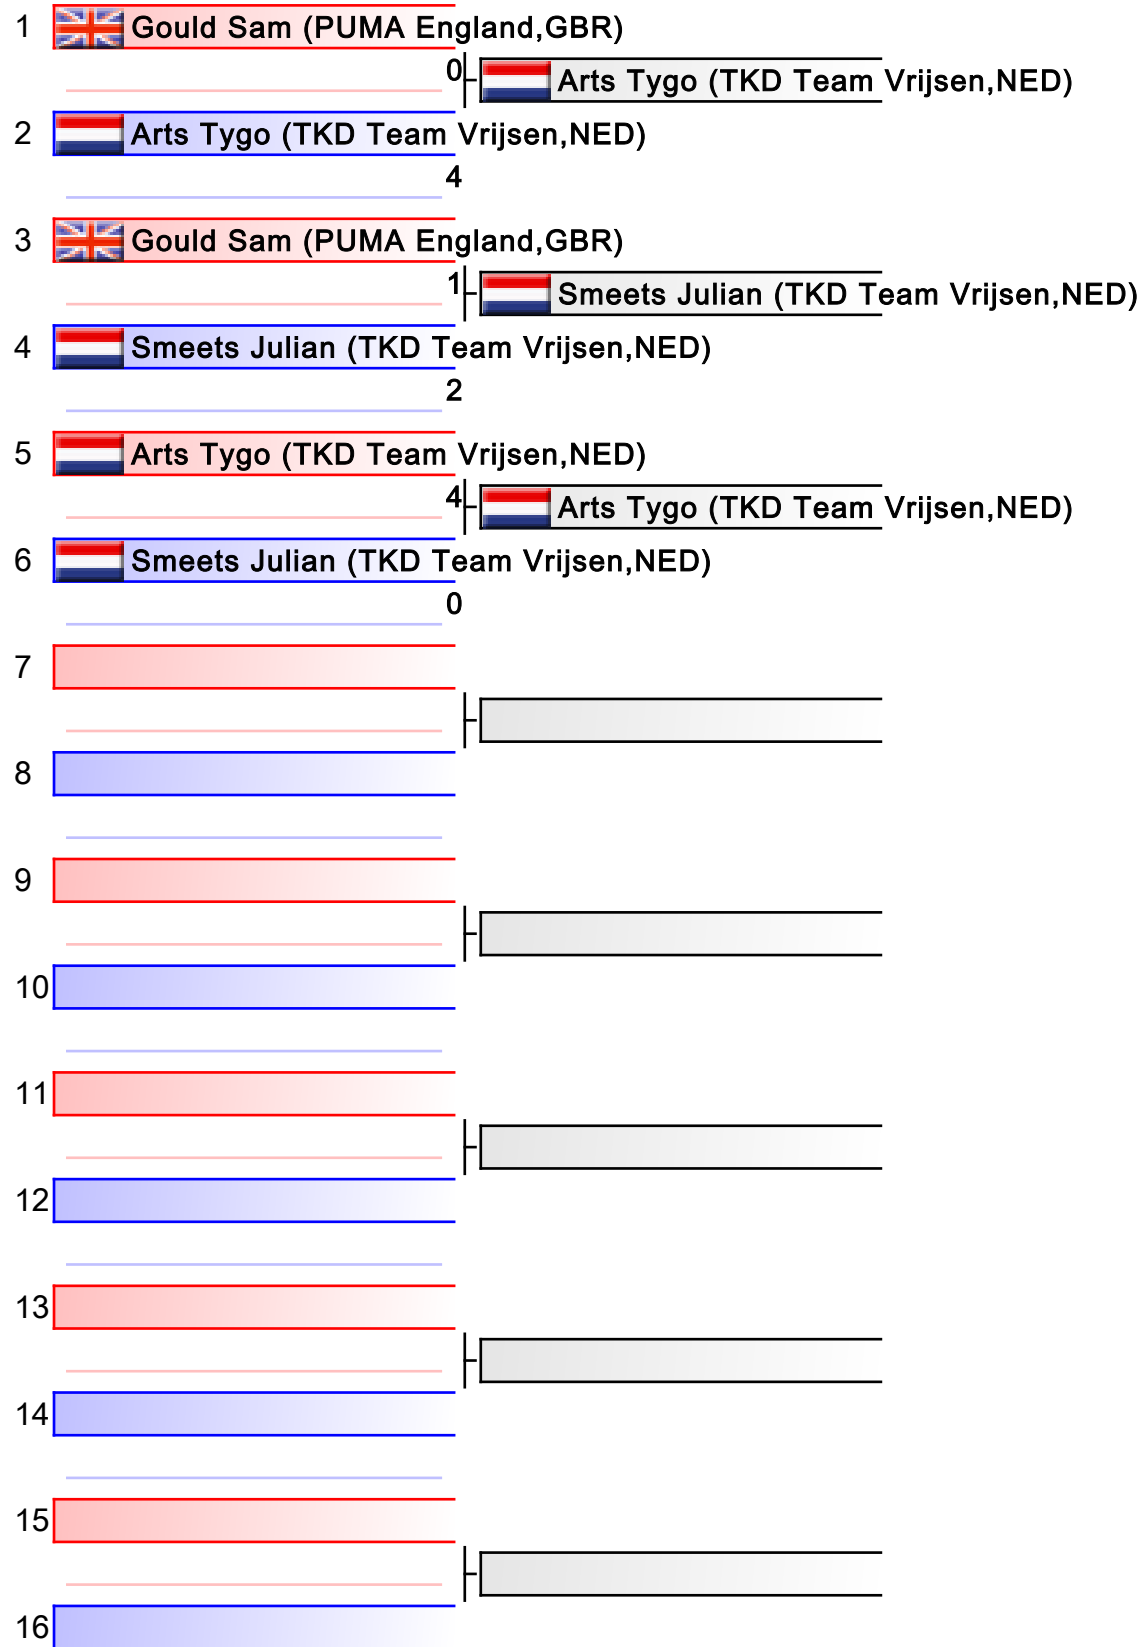 1 Gould Sam (PUMA England,GBR)
0 Arts Tygo (TKD Team Vrijsen,NED)
2 Arts Tygo (TKD Team Vrijsen,NED)
4
3 Gould Sam (PUMA England,GBR)
1 Smeets Julian (TKD Team Vrijsen,NED)
4 Smeets Julian (TKD Team Vrijsen,NED)
2
5 Arts Tygo (TKD Team Vrijsen,NED)
4 Arts Tygo (TKD Team Vrijsen,NED)
6 Smeets Julian (TKD Team Vrijsen,NED)
0
7
8
9
10
11
12
13
14
15
16